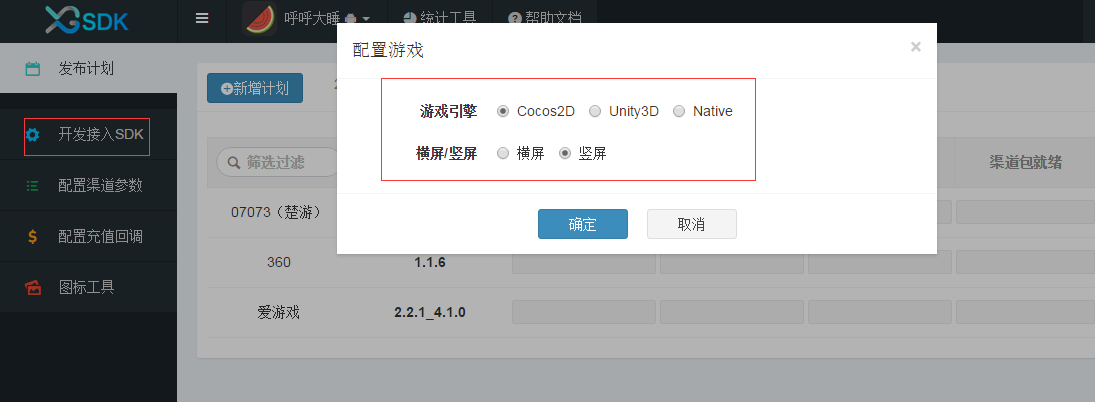 XGSDK
呼呼大睡
统计工具
帮助文档
发布计划
开发接入SDK
配置渠道参数
配置充值回调
图标工具
新增计划
配置游戏
×
游戏引擎 Cocos2D Unity3D Native
横屏/竖屏 横屏 竖屏
确定 取消
筛选过滤
渠道包就绪
07073（楚游）
360 1.1.6
爱游戏 2.2.1_4.1.0